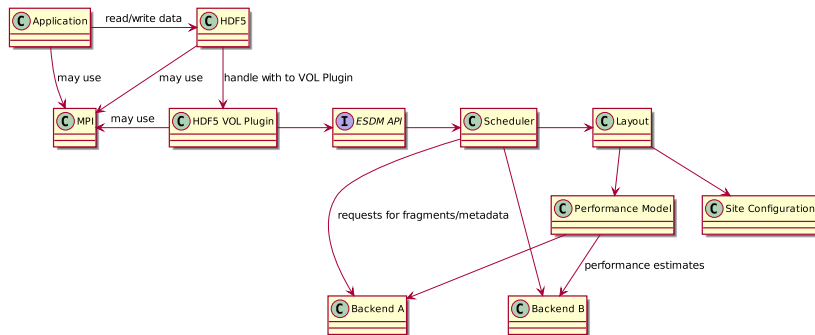 C Application
read/write data
C HDF5
may use
may use
handle with to VOL Plugin
C MPI
may use
C HDF5 VOL Plugin
I ESDM API
C Scheduler
C Layout
requests for fragments/metadata
C Performance Model
C Site Configuration
performance estimates
C Backend A
C Backend B